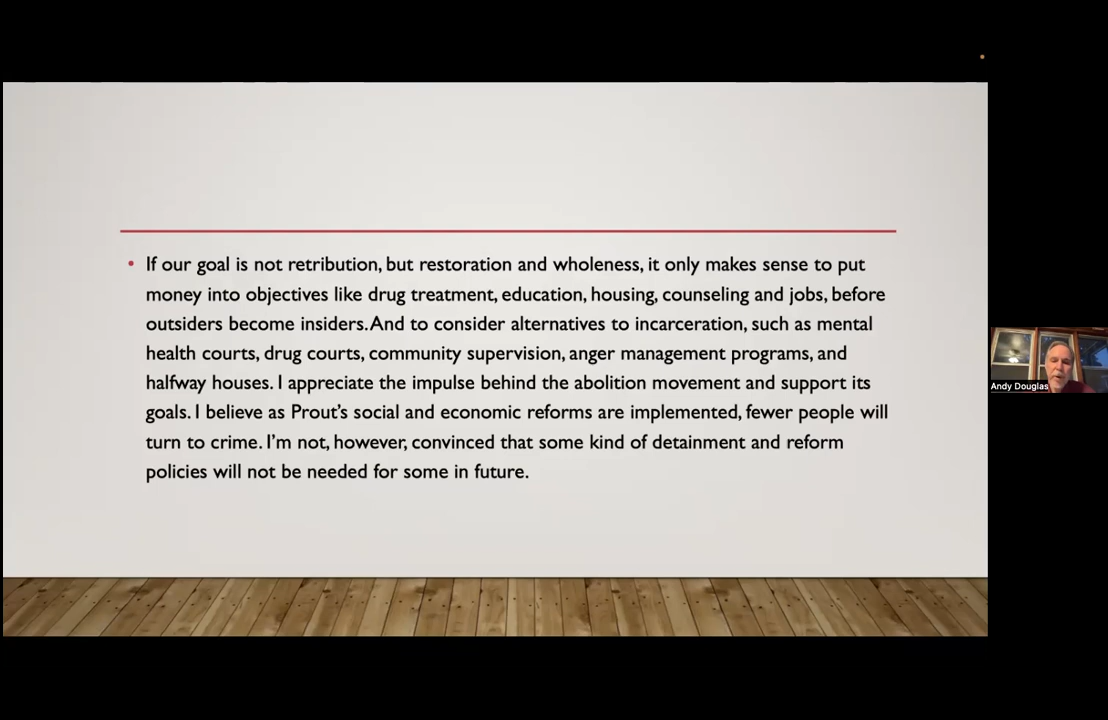 • If our goal is not retribution, but restoration and wholeness, it only makes sense to put
money into objectives like drug treatment, education, housing, counseling and jobs, before
outsiders become insiders. And to consider alternatives to incarceration, such as mental
health courts, drug courts, community supervision, anger management programs, and
halfway houses. I appreciate the impulse behind the abolition movement and support its
goals. I believe as Prout’s social and economic reforms are implemented, fewer people will
turn to crime. I’m not, however, convinced that some kind of detainment and reform
policies will not be needed for some in future.
Andy Douglas